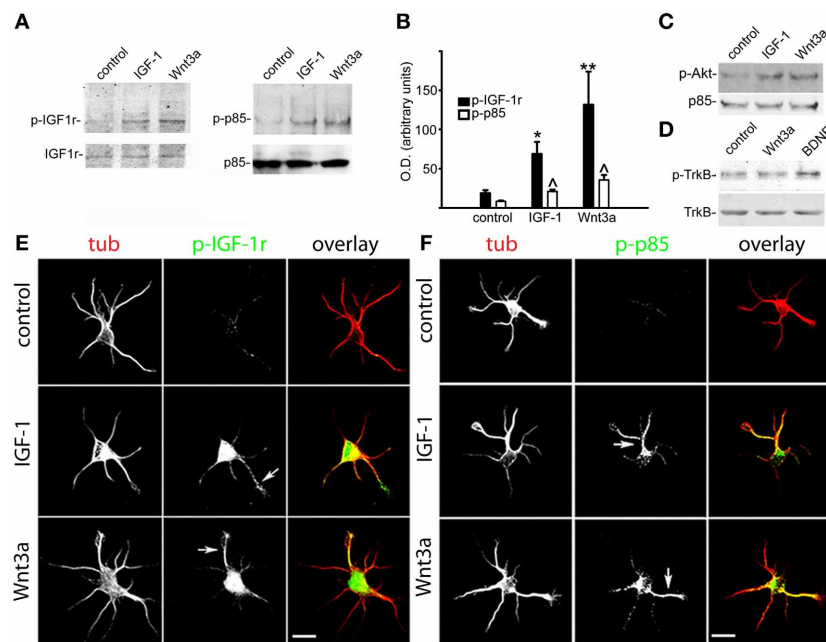 A
control
IGF-1
Wnt3a
p-IGF1r-
IGF1r-
control
IGF-1
Wnt3a
p-p85-
p85-
B
O.D. (arbitrary units)
150
100
50
p-IGF-1r
p-p85
*
**
^
^
control
IGF-1
Wnt3a
C
control
IGF-1
Wnt3a
p-Akt-
p85-
D
control
Wnt3a
BDNF
p-TrkB-
TrkB-
E
tub
p-IGF-1r
overlay
control
IGF-1
Wnt3a
F
tub
p-p85
overlay
control
IGF-1
Wnt3a